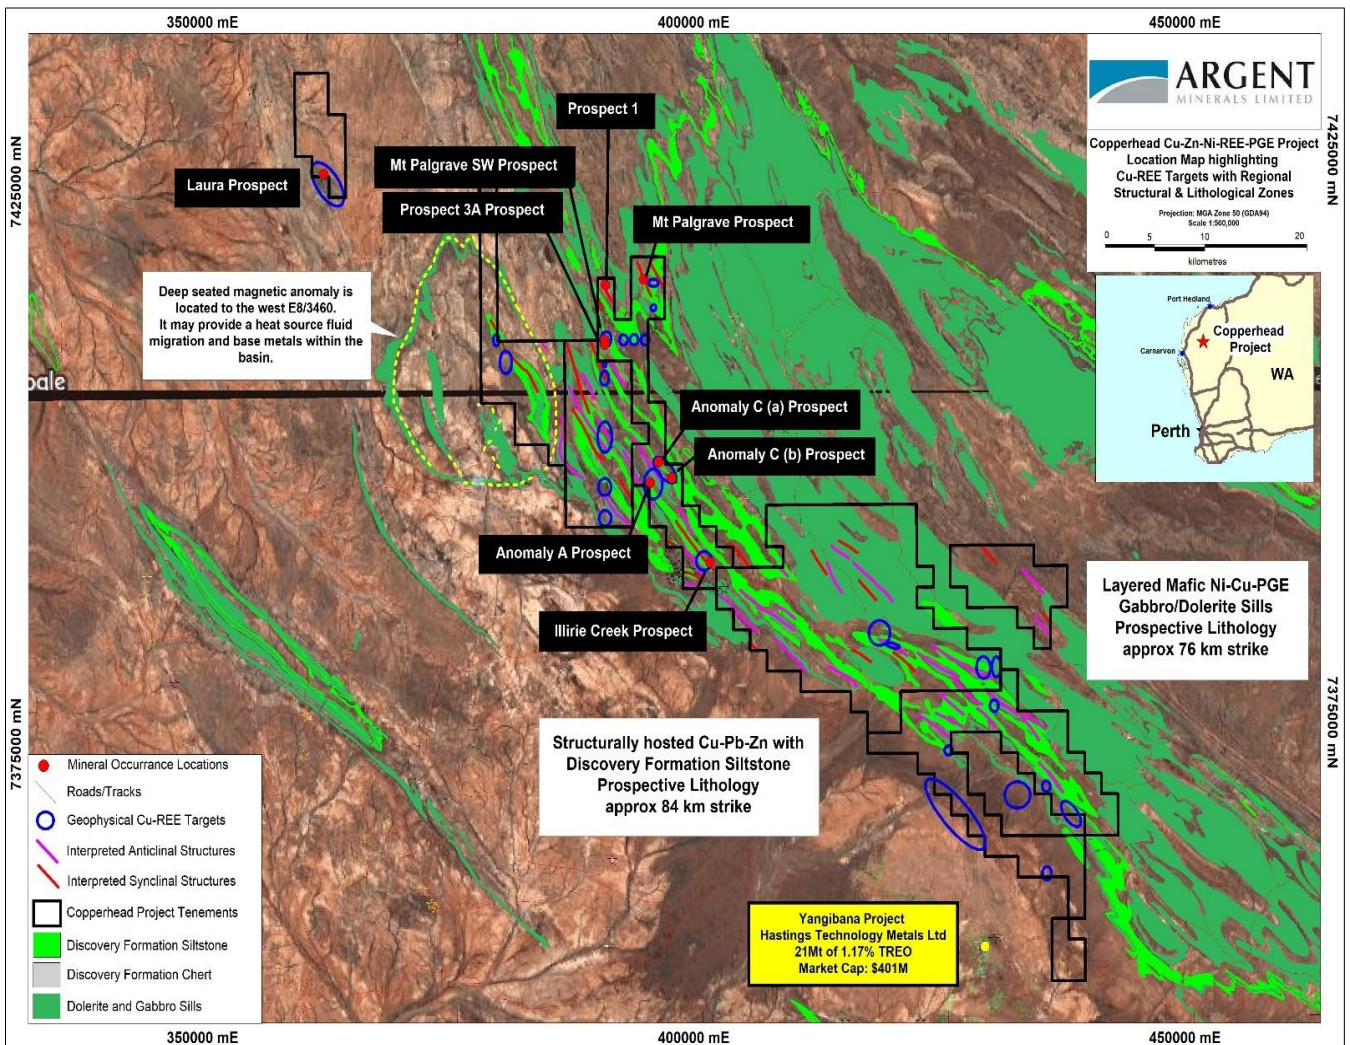 350000 mE
400000 mE
450000 mE
7425000 mN
7425000 mN
7375000 mN
7375000 mN
ARGENT
MINERALS LIMITED
Copperhead Cu-Zn-Ni-REE-PGE Project
Location Map highlighting
Cu-REE Targets with Regional
Structural & Lithological Zones
Projection: MGA Zone 50 (GDA94)
Scale 1:500,000
0 5 10 20
kilometres
Port Hedland
Copperhead
Project
Carnarvon
WA
Perth
Prospect 1
Mt Palgrave SW Prospect
Laura Prospect
Prospect 3A Prospect
Mt Palgrave Prospect
Deep seated magnetic anomaly is
located to the west E8/3460.
It may provide a heat source fluid
migration and base metals within the
basin.
Anomaly C (a) Prospect
Anomaly C (b) Prospect
Anomaly A Prospect
Illirie Creek Prospect
Layered Mafic Ni-Cu-PGE
Gabbro/Dolerite Sills
Prospective Lithology
approx 76 km strike
Structurally hosted Cu-Pb-Zn with
Discovery Formation Siltstone
Prospective Lithology
approx 84 km strike
Yangibana Project
Hastings Technology Metals Ltd
21Mt of 1.17% TREO
Market Cap: $401M
Mineral Occurrance Locations
Roads/Tracks
Geophysical Cu-REE Targets
Interpreted Anticlinal Structures
Interpreted Synclinal Structures
Copperhead Project Tenements
Discovery Formation Siltstone
Discovery Formation Chert
Dolerite and Gabbro Sills
350000 mE
400000 mE
450000 mE